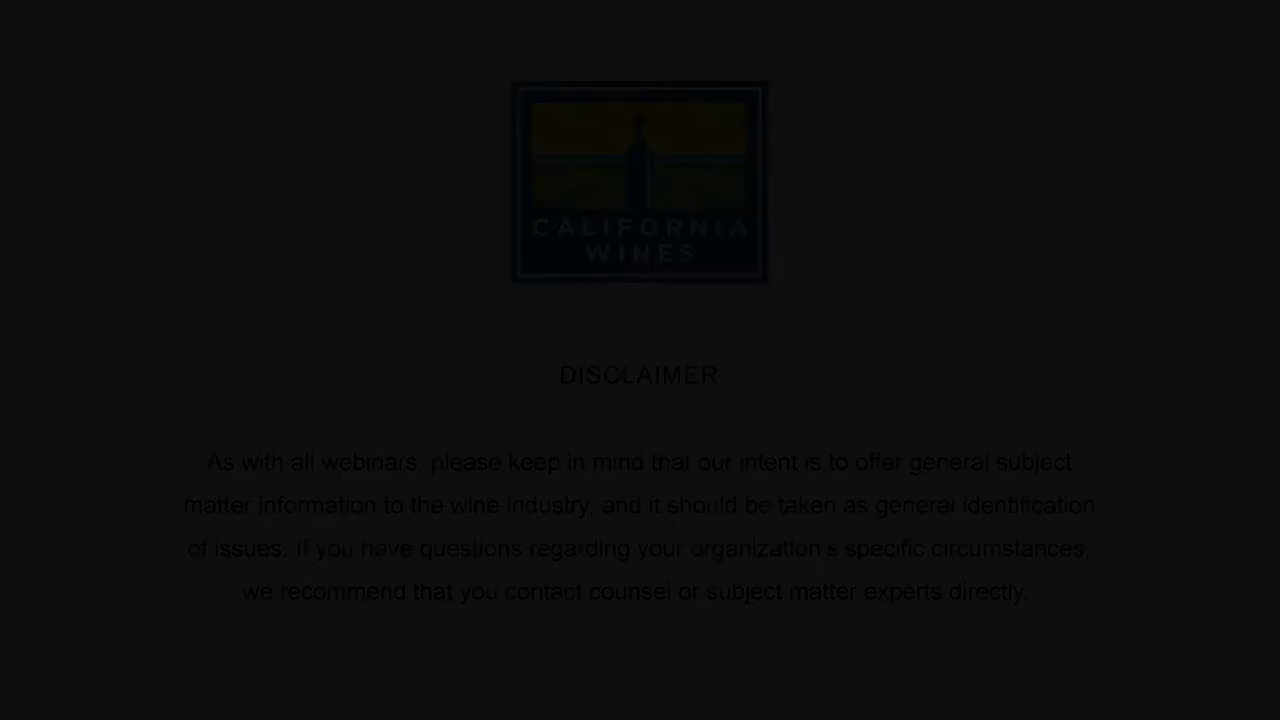 CALIFORNIA
WINES
DISCLAIMER
As with all webinars, please keep in mind that our intent is to offer general subject
matter information to the wine industry, and it should be taken as general identification
of issues. If you have questions regarding your organization's specific circumstances,
we recommend that you contact counsel or subject matter experts directly.